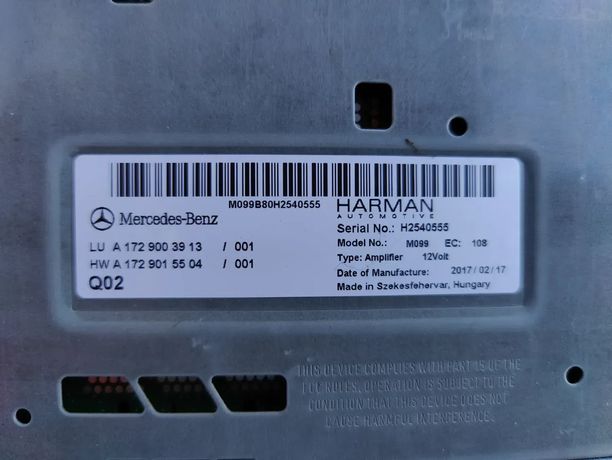 M099B80H2540555
HARMAN
AUTOMOTIVE
Mercedes-Benz
LU A 172 900 39 13 / 001
HW A 172 901 55 04 / 001
Q02
Serial No.: H2540555
Model No.: M099 EC: 108
Type: Amplifier 12Volt
Date of Manufacture: 2017/02/17
Made in Szekesfehervar, Hungary
THIS DEVICE COMPLIES WITH PART 15 OF THE
FCC RULES, OPERATION IS SUBJECT TO THE
CONDITION THAT THIS DEVICE DOES NOT
CAUSE HARMFUL INTERFERENCE.